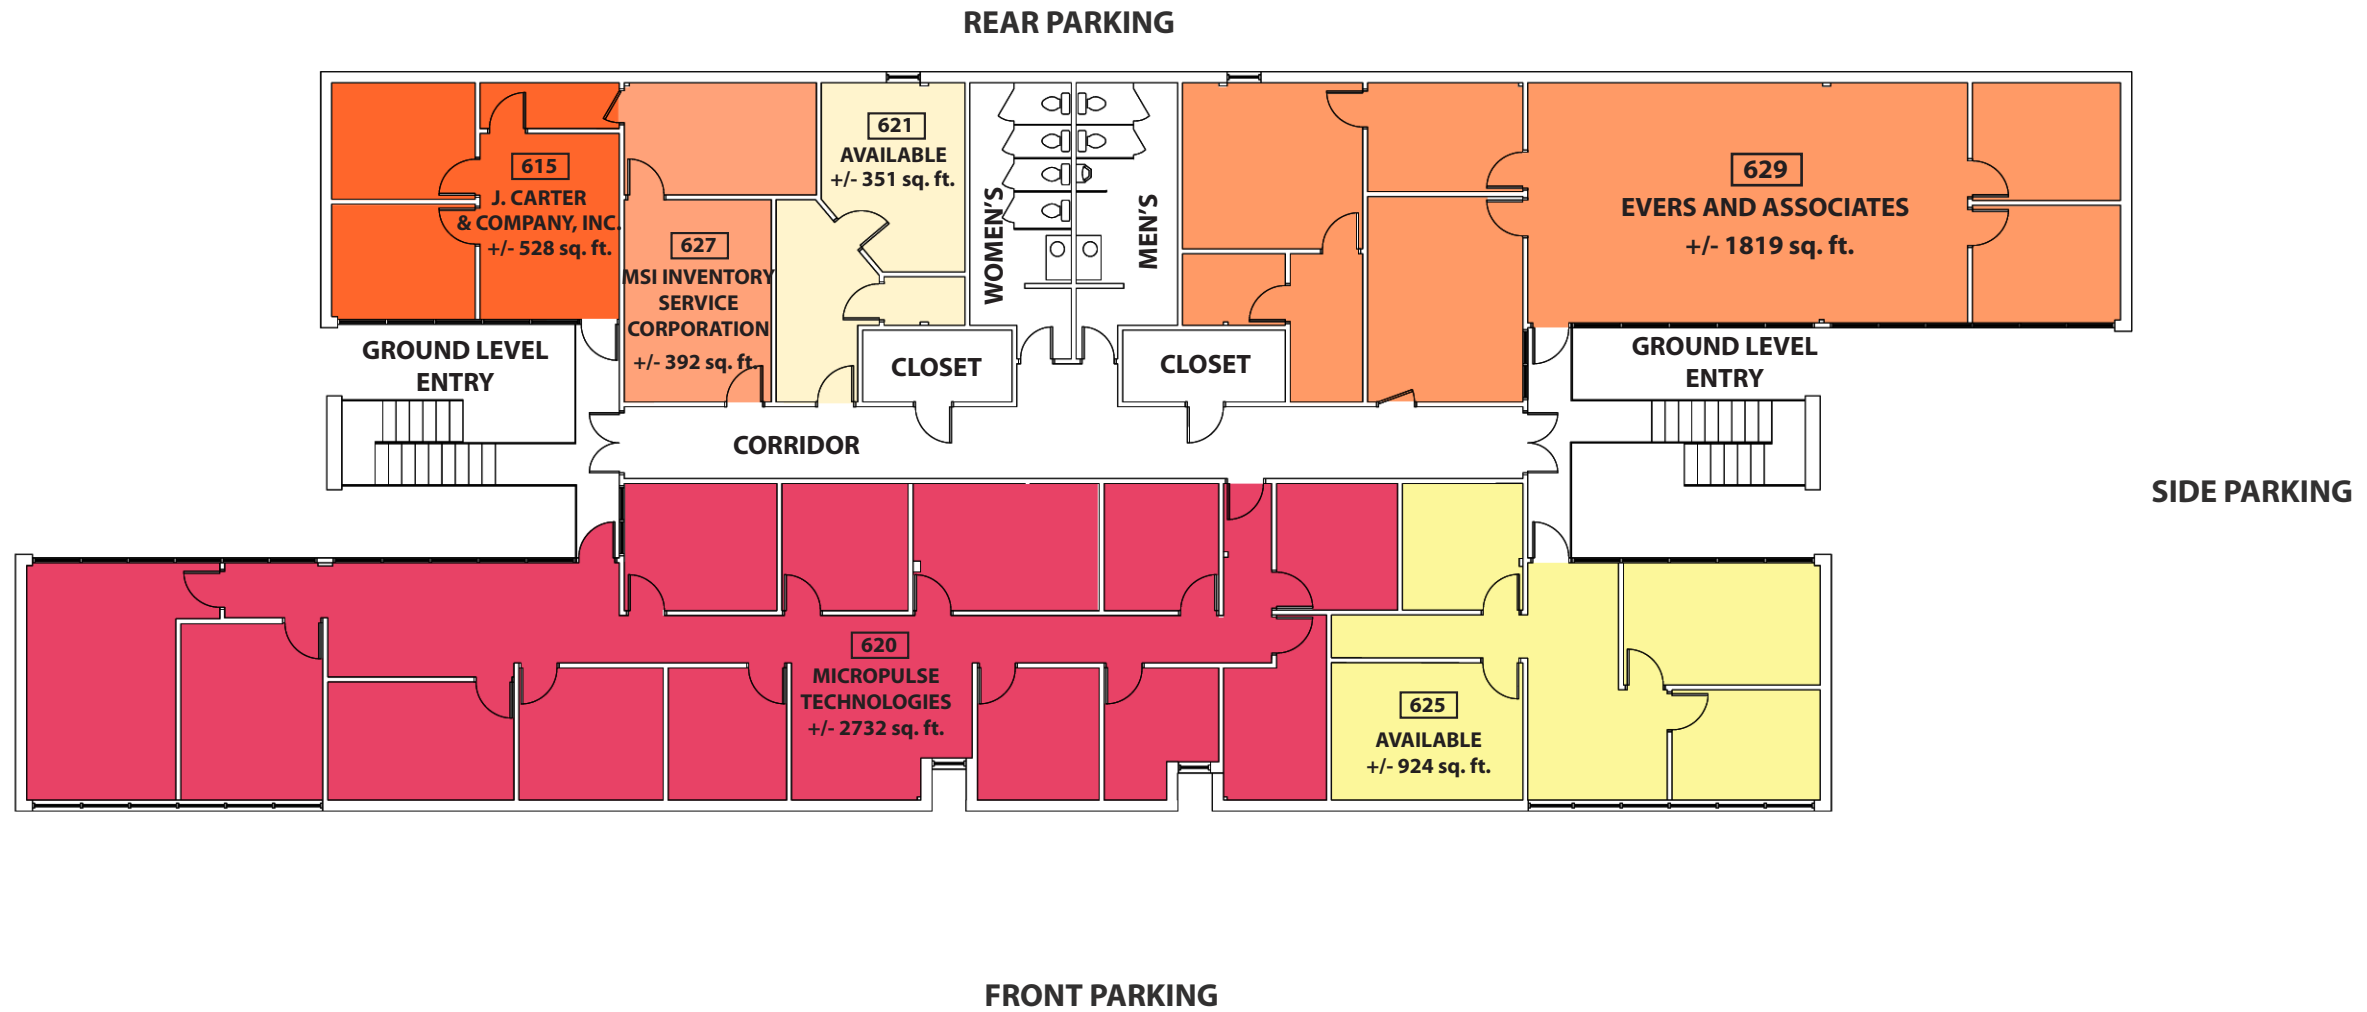 REAR PARKING
621
AVAILABLE
+/- 351 sq. ft.
615
J. CARTER
& COMPANY, INC.
+/- 528 sq. ft.
629
EVERS AND ASSOCIATES
+/- 1819 sq. ft.
WOMEN'S
MEN'S
627
MSI INVENTORY
SERVICE
CORPORATION
+/- 392 sq. ft.
GROUND LEVEL
ENTRY
CLOSET
CLOSET
GROUND LEVEL
ENTRY
CORRIDOR
SIDE PARKING
620
MICROPULSE
TECHNOLOGIES
+/- 2732 sq. ft.
625
AVAILABLE
+/- 924 sq. ft.
FRONT PARKING